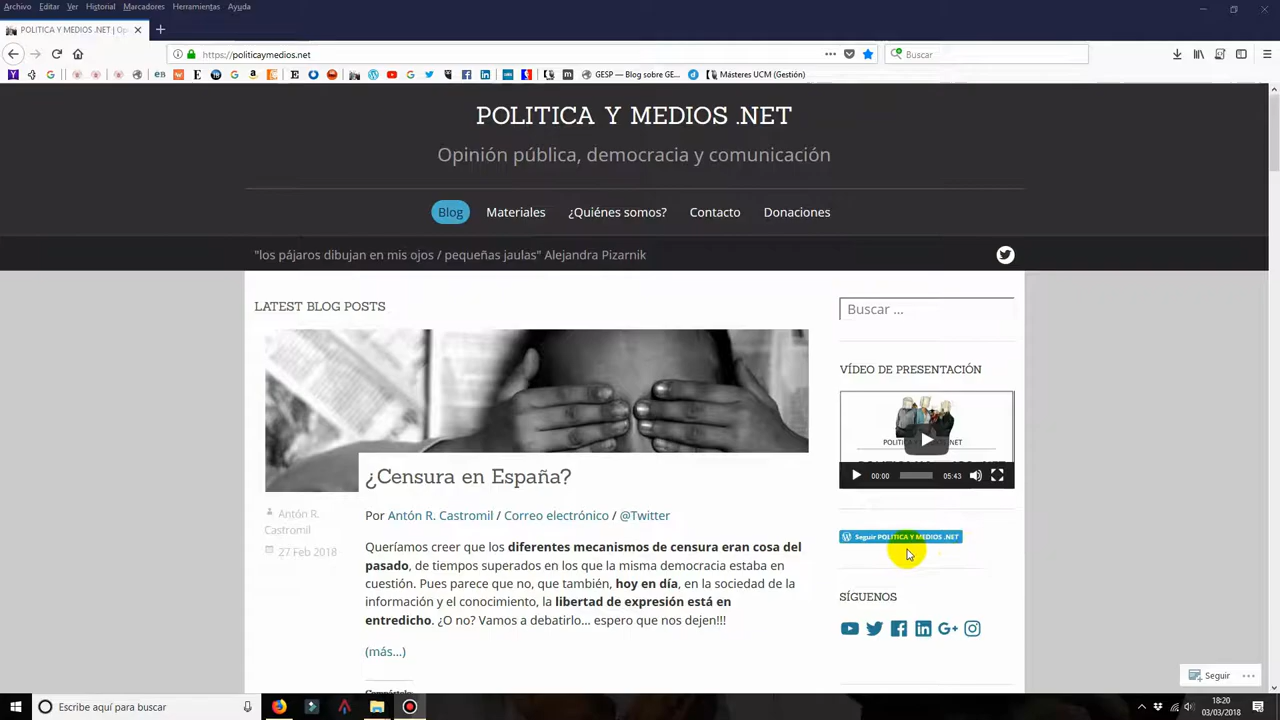 Archivo Editar Ver Historial Marcadores Herramientas Ayuda
POLITICA Y MEDIOS .NET | Op
https://politicaymedios.net
Buscar
GESP — Blog sobre GE...
Másteres UCM (Gestión)
POLITICA Y MEDIOS .NET
Opinión pública, democracia y comunicación
Blog Materiales ¿Quiénes somos? Contacto Donaciones
"los pájaros dibujan en mis ojos / pequeñas jaulas" Alejandra Pizarnik
LATEST BLOG POSTS
¿Censura en España?
Antón R.
Castromil
27 Feb 2018
Por Antón R. Castromil / Correo electrónico / @Twitter
Queríamos creer que los diferentes mecanismos de censura eran cosa del
pasado, de tiempos superados en los que la misma democracia estaba en
cuestión. Pues parece que no, que también, hoy en día, en la sociedad de la
información y el conocimiento, la libertad de expresión está en
entredicho. ¿O no? Vamos a debatirlo... espero que nos dejen!!!
(más...)
Buscar ...
VÍDEO DE PRESENTACIÓN
POLITICA Y MEDIOS .NET
00:00 05:43
Seguir POLITICA Y MEDIOS .NET
SÍGUENOS
Seguir
Escribe aquí para buscar
18:20
03/03/2018